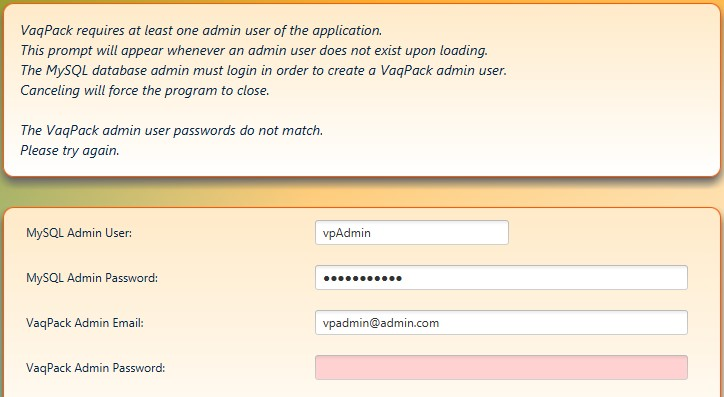 VaqPack requires at least one admin user of the application.
This prompt will appear whenever an admin user does not exist upon loading.
The MySQL database admin must login in order to create a VaqPack admin user.
Canceling will force the program to close.
The VaqPack admin user passwords do not match.
Please try again.
MySQL Admin User: vpAdmin
MySQL Admin Password: •••••••••••
VaqPack Admin Email: vpadmin@admin.com
VaqPack Admin Password: